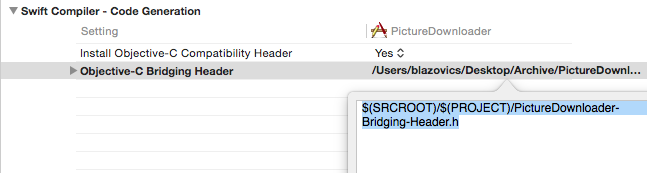 Swift Compiler - Code Generation
Setting PictureDownloader
Install Objective-C Compatibility Header Yes
Objective-C Bridging Header /Users/blazovics/Desktop/Archive/PictureDownl...
$(SRCROOT)/$(PROJECT)/PictureDownloader-
Bridging-Header.h